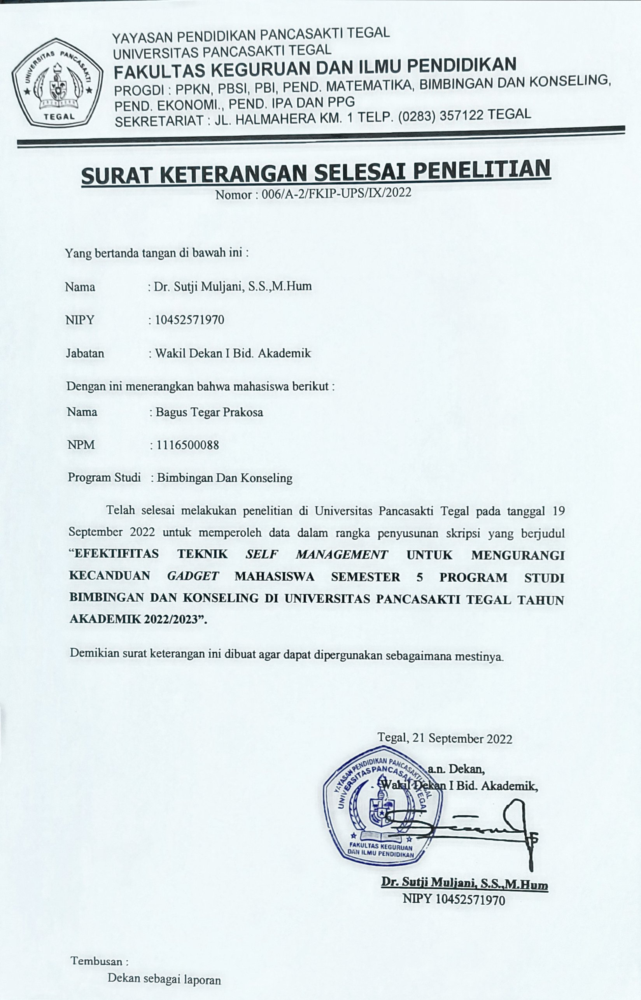 UNIVERSITAS PANCASAKTI
TEGAL
YAYASAN PENDIDIKAN PANCASAKTI TEGAL
UNIVERSITAS PANCASAKTI TEGAL
FAKULTAS KEGURUAN DAN ILMU PENDIDIKAN
PROGDI : PPKN, PBSI, PBI, PEND. MATEMATIKA, BIMBINGAN DAN KONSELING,
PEND. EKONOMI., PEND. IPA DAN PPG
SEKRETARIAT : JL. HALMAHERA KM. 1 TELP. (0283) 357122 TEGAL
SURAT KETERANGAN SELESAI PENELITIAN
Nomor : 006/A-2/FKIP-UPS/IX/2022
Yang bertanda tangan di bawah ini :
Nama : Dr. Sutji Muljani, S.S.,M.Hum
NIPY : 10452571970
Jabatan : Wakil Dekan I Bid. Akademik
Dengan ini menerangkan bahwa mahasiswa berikut :
Nama : Bagus Tegar Prakosa
NPM : 1116500088
Program Studi : Bimbingan Dan Konseling
Telah selesai melakukan penelitian di Universitas Pancasakti Tegal pada tanggal 19
September 2022 untuk memperoleh data dalam rangka penyusunan skripsi yang berjudul
“EFEKTIFITAS TEKNIK SELF MANAGEMENT UNTUK MENGURANGI
KECANDUAN GADGET MAHASISWA SEMESTER 5 PROGRAM STUDI
BIMBINGAN DAN KONSELING DI UNIVERSITAS PANCASAKTI TEGAL TAHUN
AKADEMIK 2022/2023”.
Demikian surat keterangan ini dibuat agar dapat dipergunakan sebagaimana mestinya.
Tegal, 21 September 2022
a.n. Dekan,
Wakil Dekan I Bid. Akademik,
YAYASAN PENDIDIKAN PANCASAKTI TEGAL
UNIVERSITAS PANCASAKTI TEGAL
FAKULTAS KEGURUAN
DAN ILMU PENDIDIKAN
Dr. Sutji Muljani, S.S.,M.Hum
NIPY 10452571970
Tembusan :
Dekan sebagai laporan